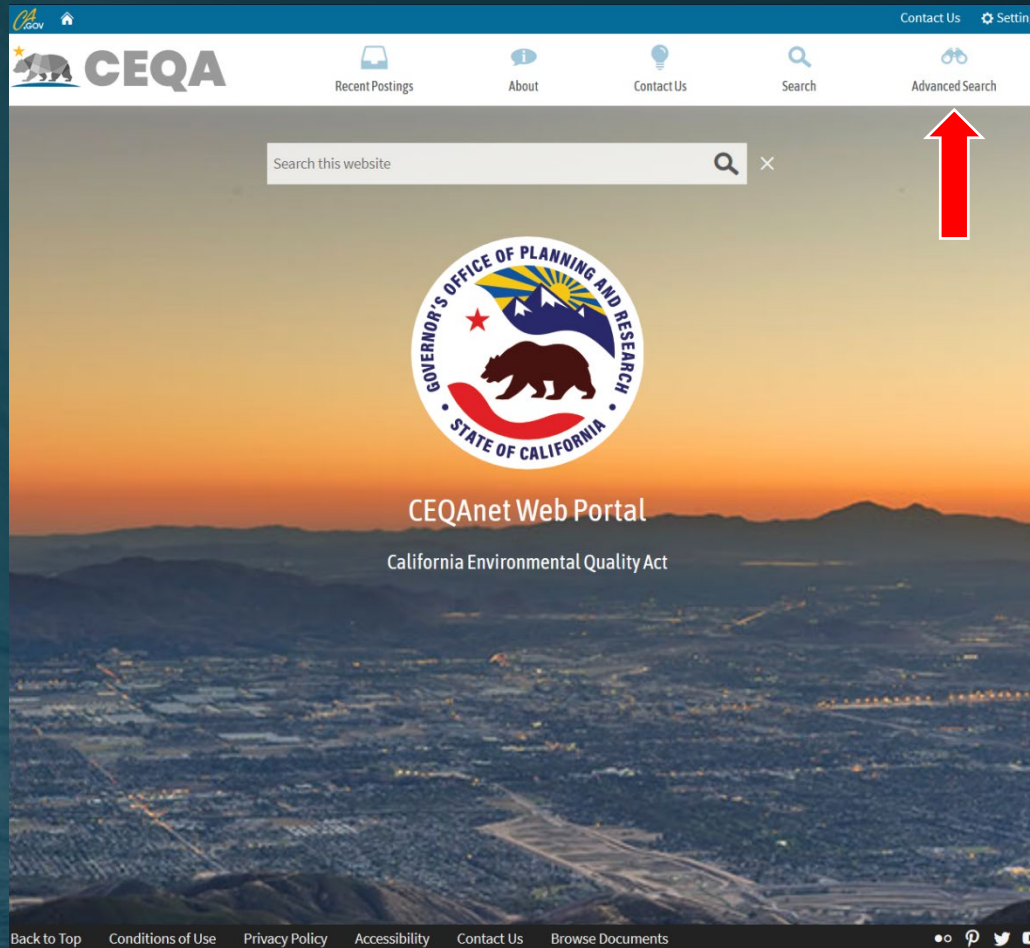 CA.GOV
Contact Us Settin
CEQA
Recent Postings About Contact Us Search Advanced Search
Search this website
GOVERNOR'S OFFICE OF PLANNING AND RESEARCH
STATE OF CALIFORNIA
CEQAnet Web Portal
California Environmental Quality Act
Back to Top Conditions of Use Privacy Policy Accessibility Contact Us Browse Documents